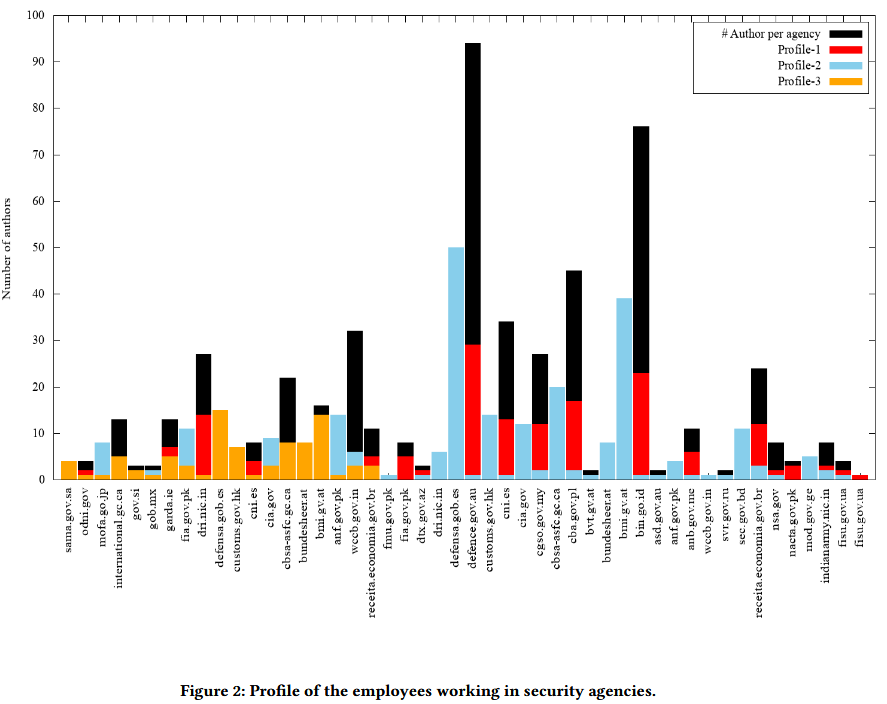 100
90
80
70
60
50
40
30
20
10
0
Number of authors
# Author per agency
Profile-1
Profile-2
Profile-3
sama.gov.sa
odni.gov
mofa.go.jp
international.gc.ca
gov.si
gob.mx
garda.ie
fia.gov.pk
dri.nic.in
defensa.gob.es
customs.gov.hk
cni.es
cia.gov
cbsa-asfc.gc.ca
bundesheer.at
bmi.gv.at
anf.gov.pk
wccb.gov.in
receita.economia.gov.br
fmu.gov.pk
fia.gov.pk
dtx.gov.az
dri.nic.in
defensa.gob.es
defence.gov.au
customs.gov.hk
cni.es
cia.gov
cgso.gov.my
cbsa-asfc.gc.ca
cba.gov.pl
bvt.gv.at
bundesheer.at
bmi.gv.at
bin.go.id
asd.gov.au
anf.gov.pk
anb.gov.me
wccb.gov.in
svr.gov.ru
sec.gov.bd
receita.economia.gov.br
nsa.gov
nacta.gov.pk
mod.gov.ge
indianarmy.nic.in
fisu.gov.ua
fisu.gov.ua
Figure 2: Profile of the employees working in security agencies.